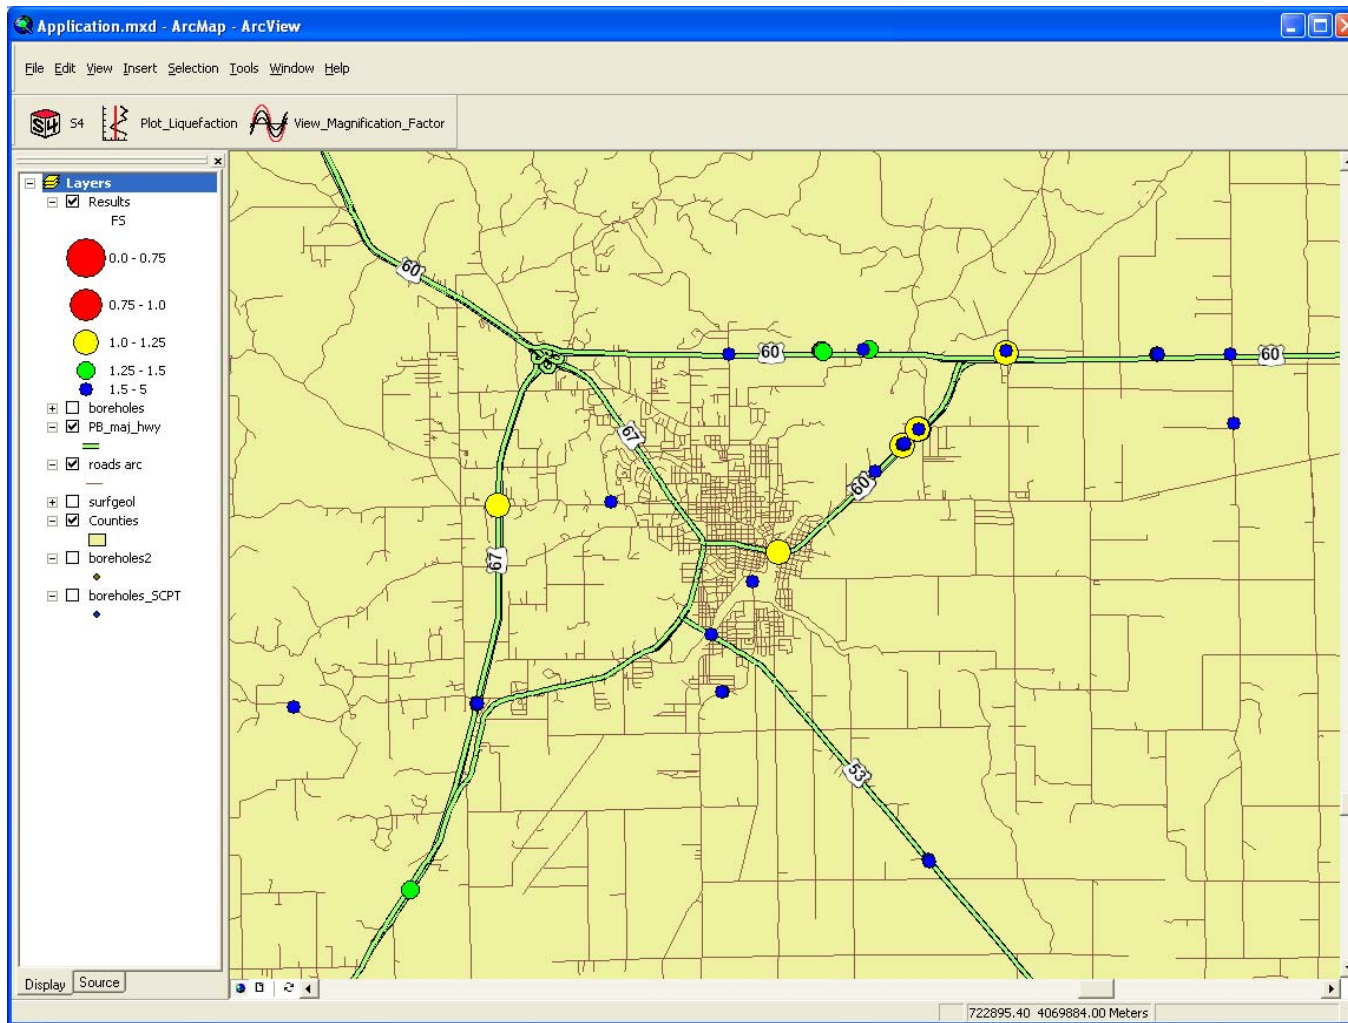 Application.mxd - ArcMap - ArcView
File Edit View Insert Selection Tools Window Help
S4 Plot_Liquefaction View_Magnification_Factor
Layers
Results
FS
0.0 - 0.75
0.75 - 1.0
1.0 - 1.25
1.25 - 1.5
1.5 - 5
boreholes
PB_maj_hwy
roads arc
surfgeol
Counties
boreholes2
boreholes_SCPT
60
60
60
67
60
67
53
Display Source
722895.40 4069884.00 Meters